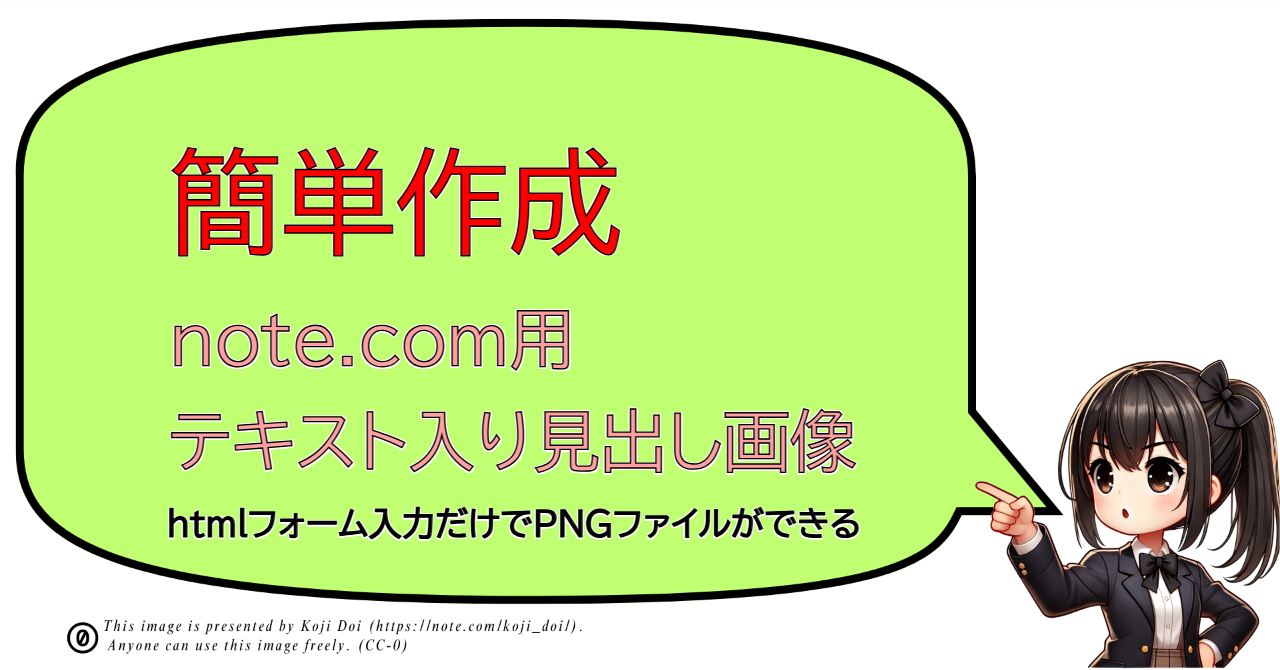 簡単作成
note.com用
テキスト入り見出し画像
htmlフォーム入力だけでPNGファイルができる
This image is presented by Koji Doi (https://note.com/koji_doi/).
Anyone can use this image freely. (CC-0)